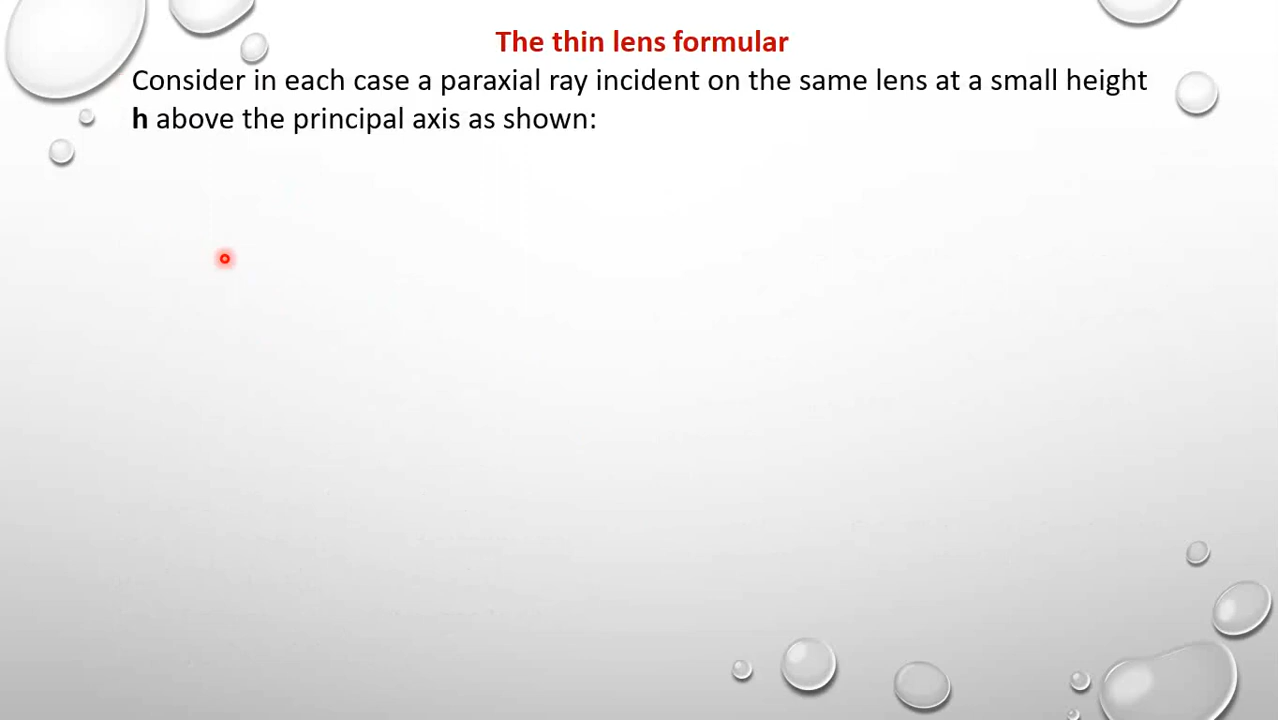 The thin lens formular
Consider in each case a paraxial ray incident on the same lens at a small height
h above the principal axis as shown: